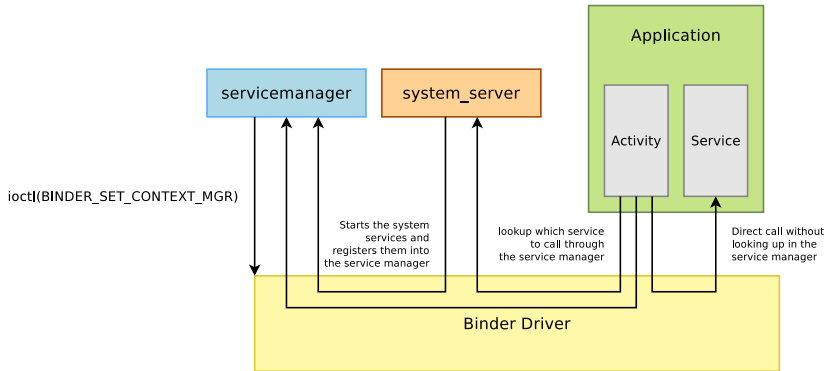 Application
servicemanager
system_server
Activity
Service
ioctl(BINDER_SET_CONTEXT_MGR)
Starts the system
services and
registers them into
the service manager
lookup which service
to call through
the service manager
Direct call without
looking up in the
service manager
Binder Driver